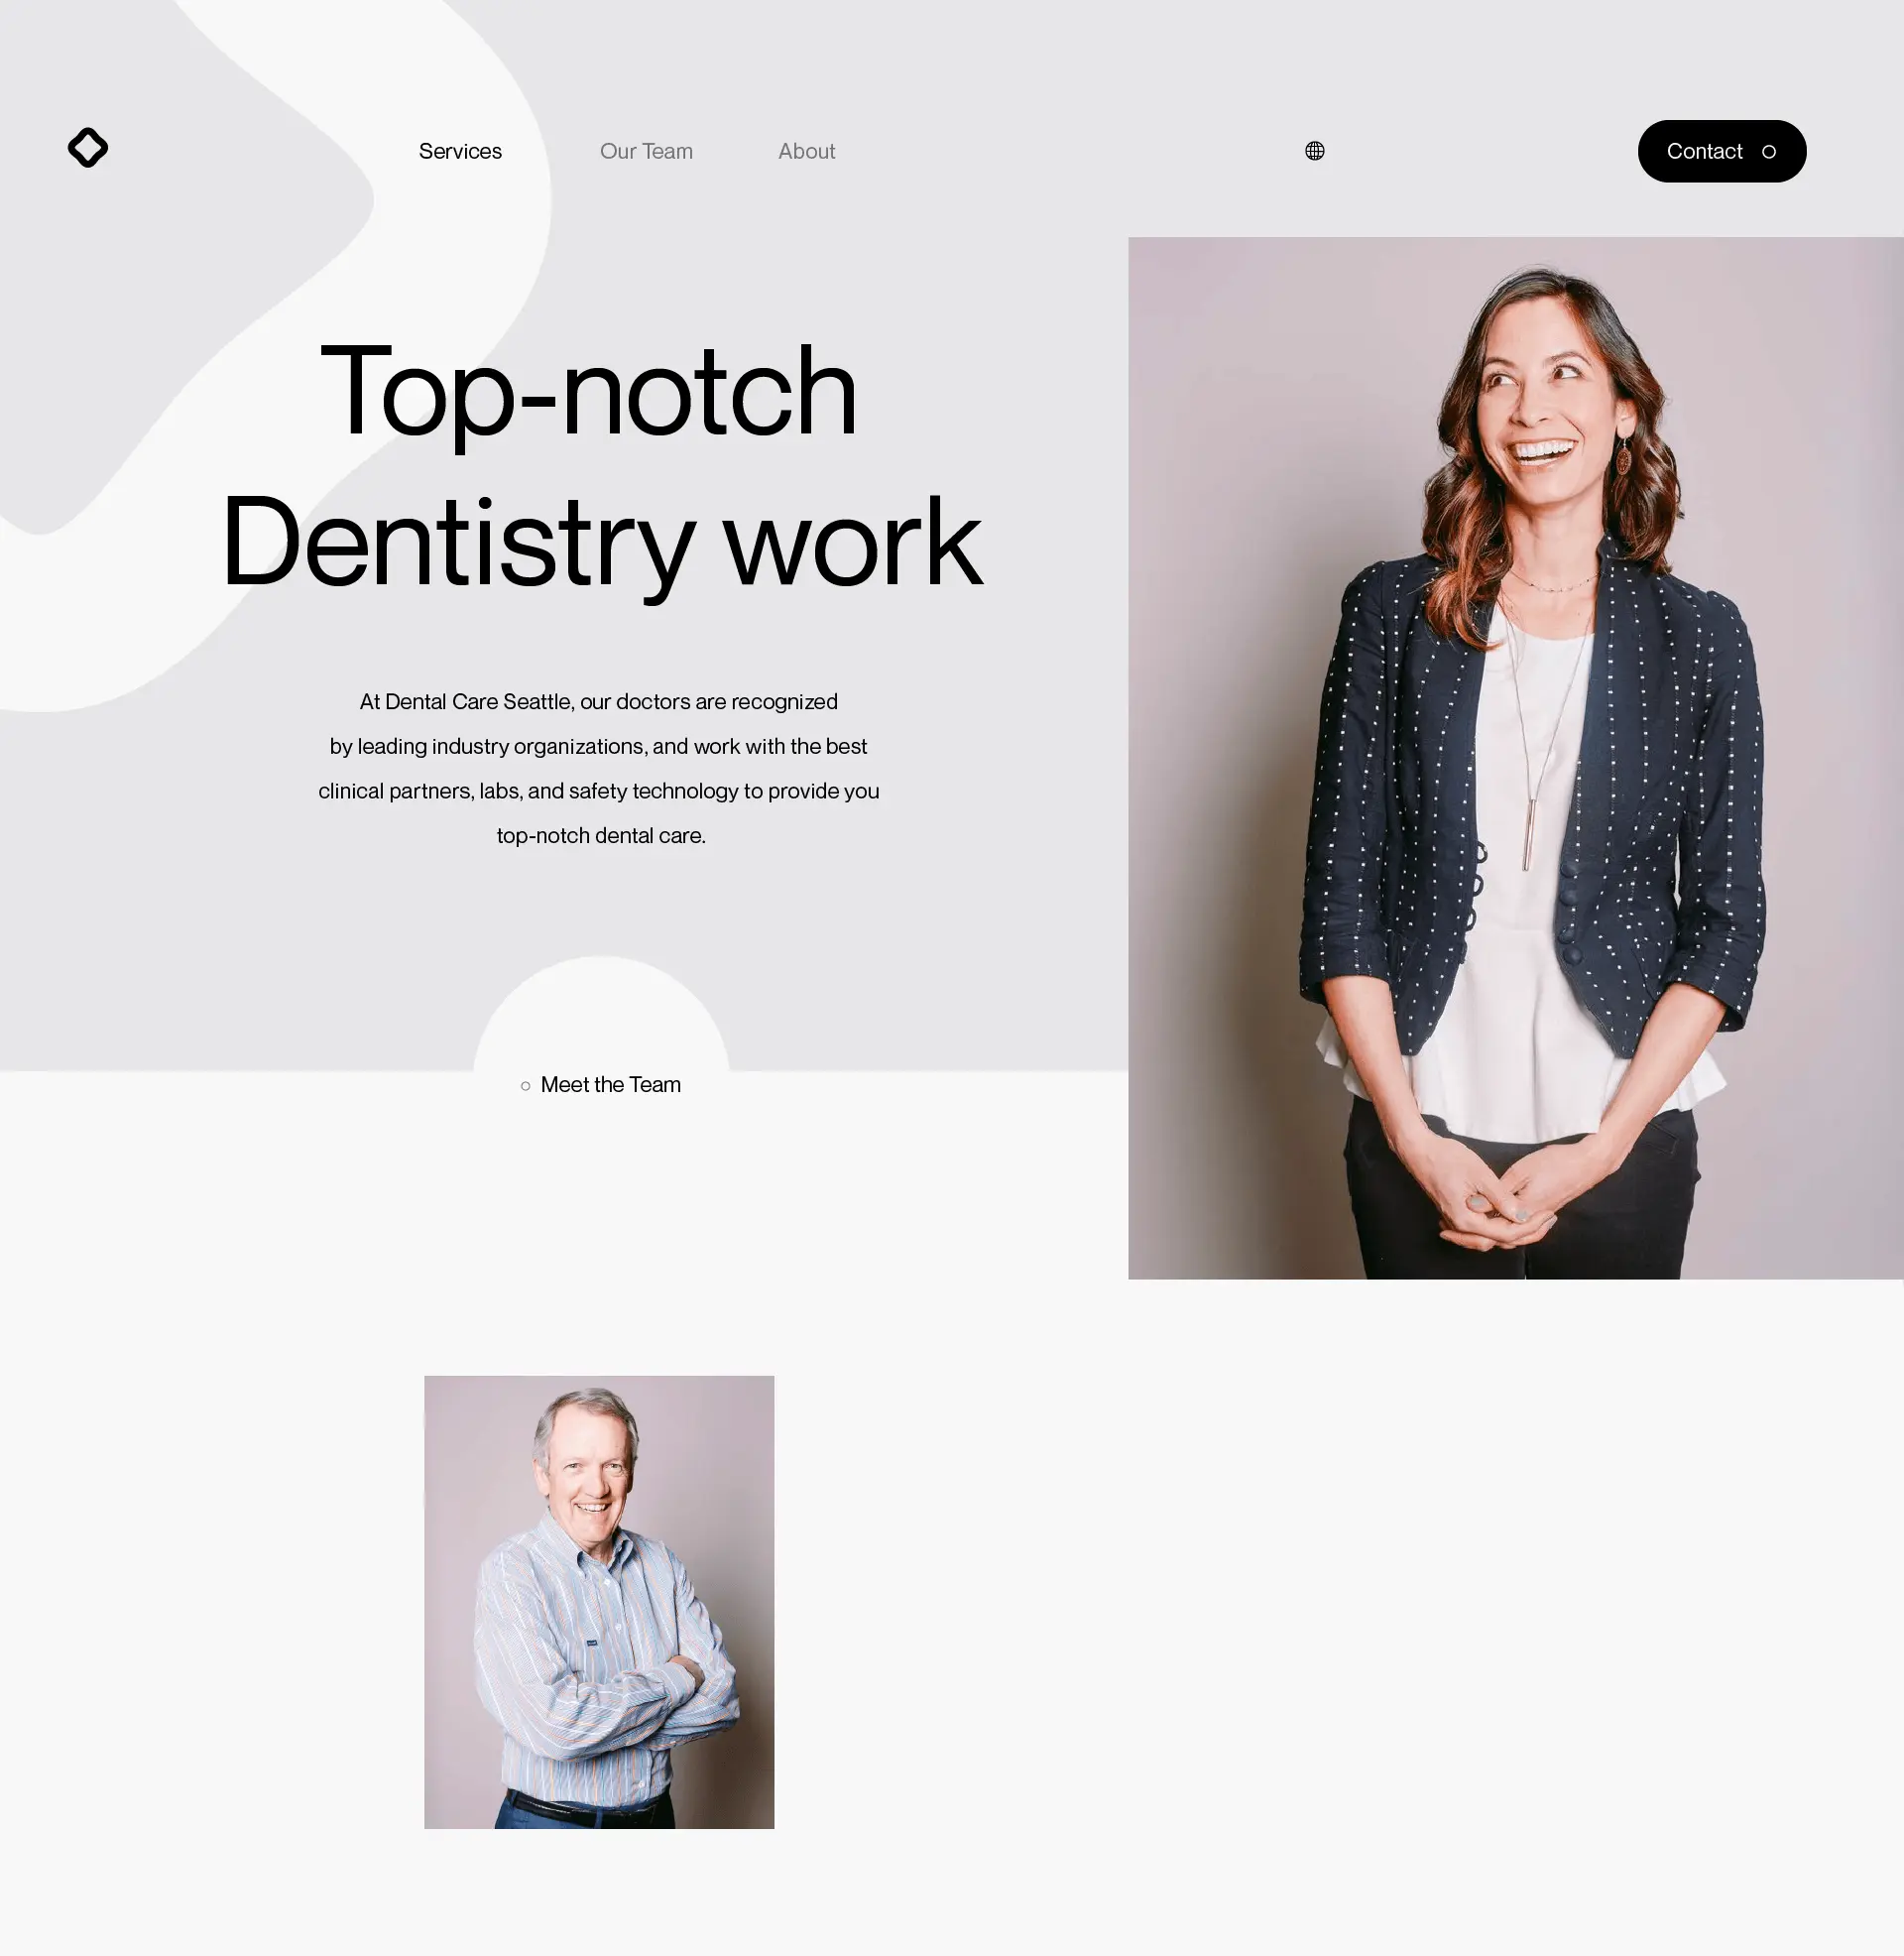 Services
Our Team
About
Contact
Top-notch
Dentistry work
At Dental Care Seattle, our doctors are recognized
by leading industry organizations, and work with the best
clinical partners, labs, and safety technology to provide you
top-notch dental care.
Meet the Team